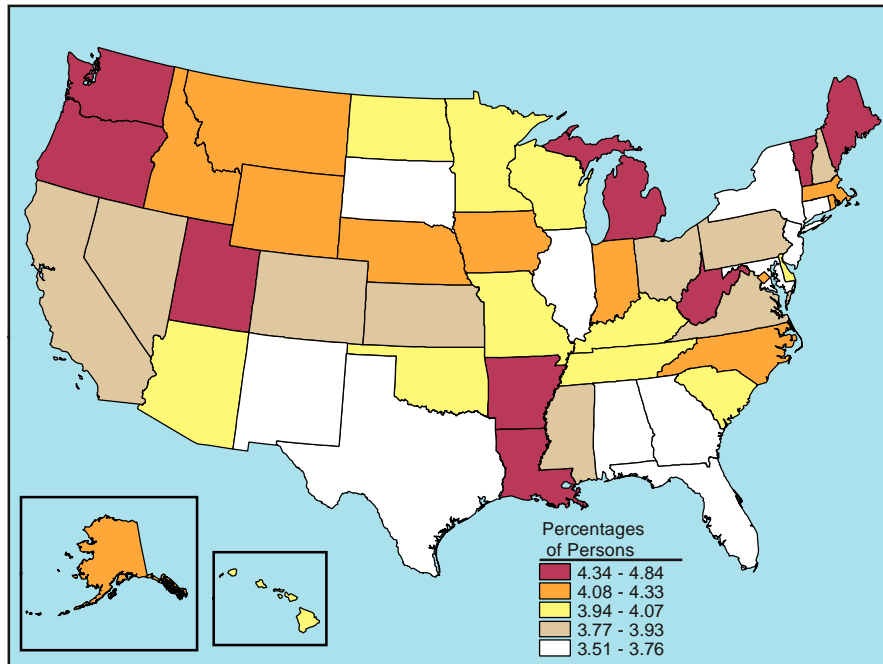 Percentages
of Persons
4.34 - 4.84
4.08 - 4.33
3.94 - 4.07
3.77 - 3.93
3.51 - 3.76